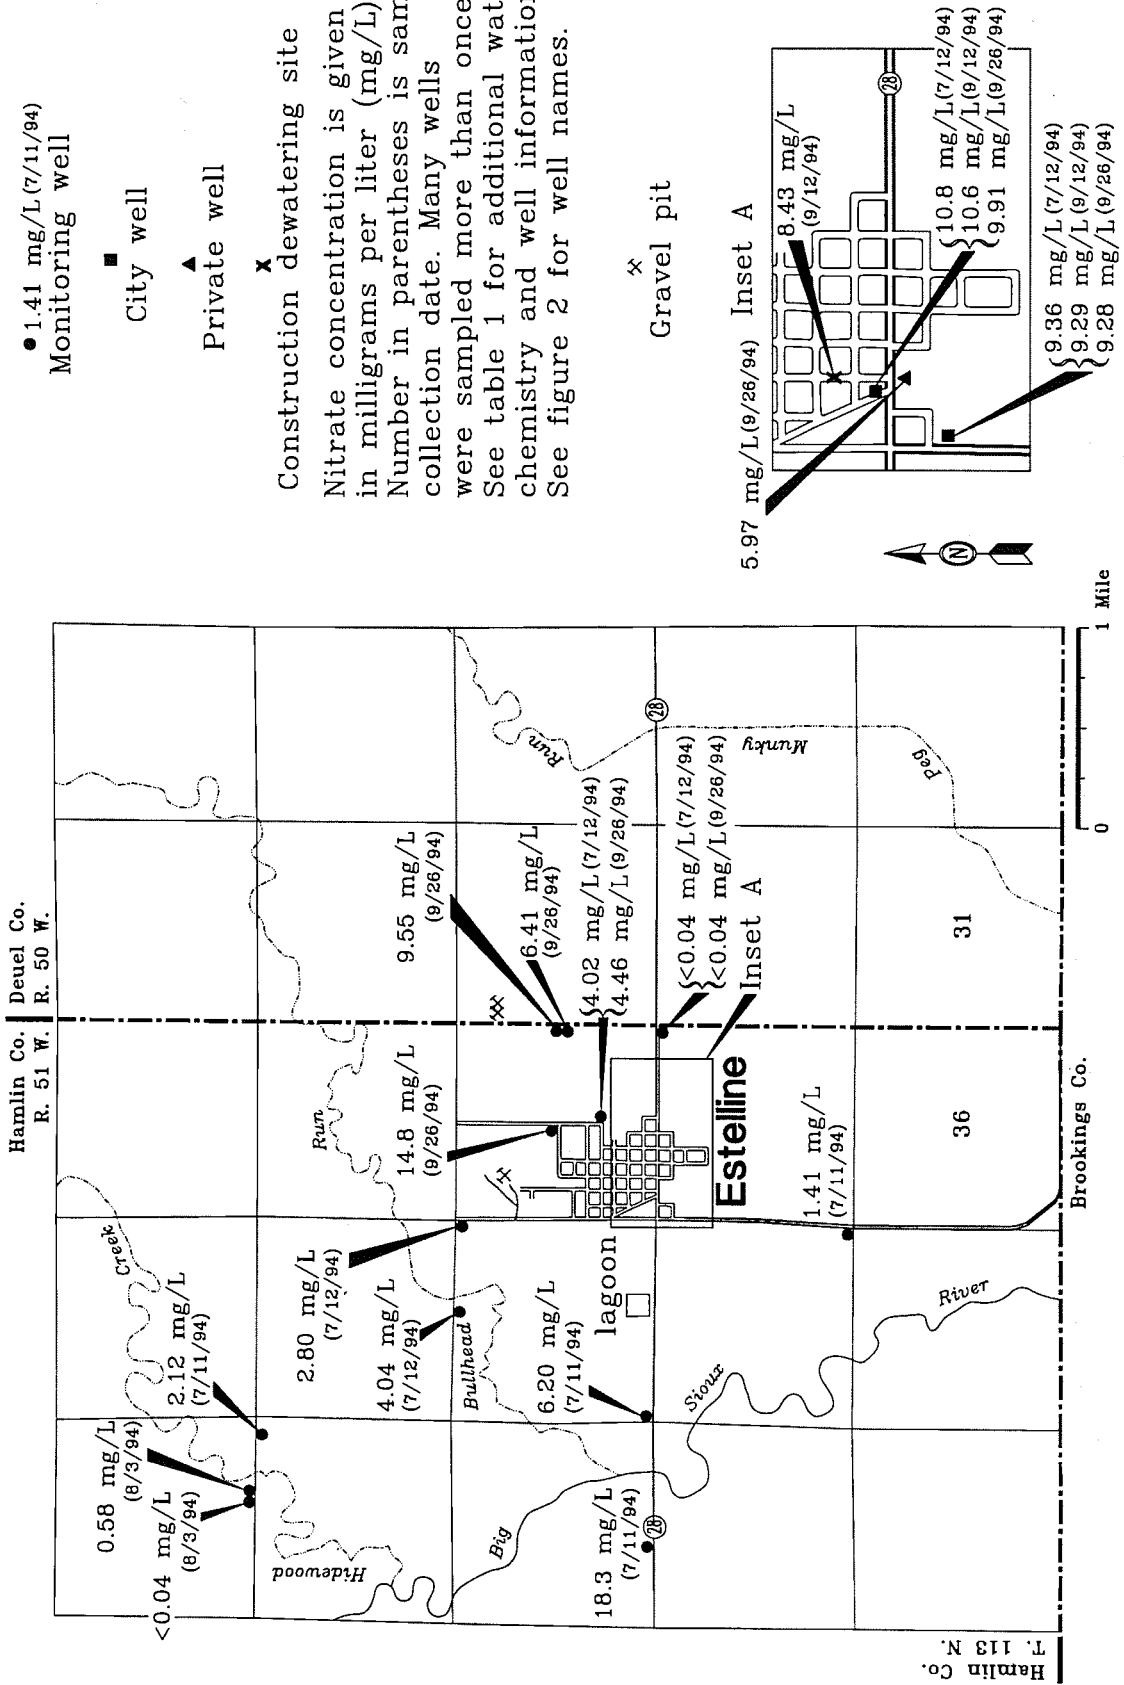 Hamlin Co. Deuel Co.
R. 51 W. R. 50 W.
Creek
Run
0.58 mg/L
(8/3/94)
<0.04 mg/L
(8/3/94)
2.12 mg/L
(7/11/94)
Hidewood
2.80 mg/L
(7/12/94)
4.04 mg/L
(7/12/94)
Bullhead
14.8 mg/L
(9/26/94)
9.55 mg/L
(9/26/94)
6.41 mg/L
(9/26/94)
4.02 mg/L(7/12/94)
4.46 mg/L(9/26/94)
Run
28
Big
18.3 mg/L
(7/11/94)
28
6.20 mg/L
(7/11/94)
lagoon
Sioux
River
Estelline
<0.04 mg/L(7/12/94)
<0.04 mg/L(9/26/94)
Inset A
Munky
Peg
1.41 mg/L
(7/11/94)
36
31
Hamlin Co.
T. 113 N.
Brookings Co.
0 1 Mile
N
1.41 mg/L(7/11/94)
Monitoring well
City well
Private well
Construction dewatering site
Nitrate concentration is given
in milligrams per liter (mg/L)
Number in parentheses is sam
collection date. Many wells
were sampled more than once
See table 1 for additional wat
chemistry and well information
See figure 2 for well names.
Gravel pit
5.97 mg/L(9/26/94) Inset A
8.43 mg/L
(9/12/94)
28
10.8 mg/L(7/12/94)
10.6 mg/L(9/12/94)
9.91 mg/L(9/26/94)
9.36 mg/L(7/12/94)
9.29 mg/L(9/12/94)
9.28 mg/L(9/26/94)